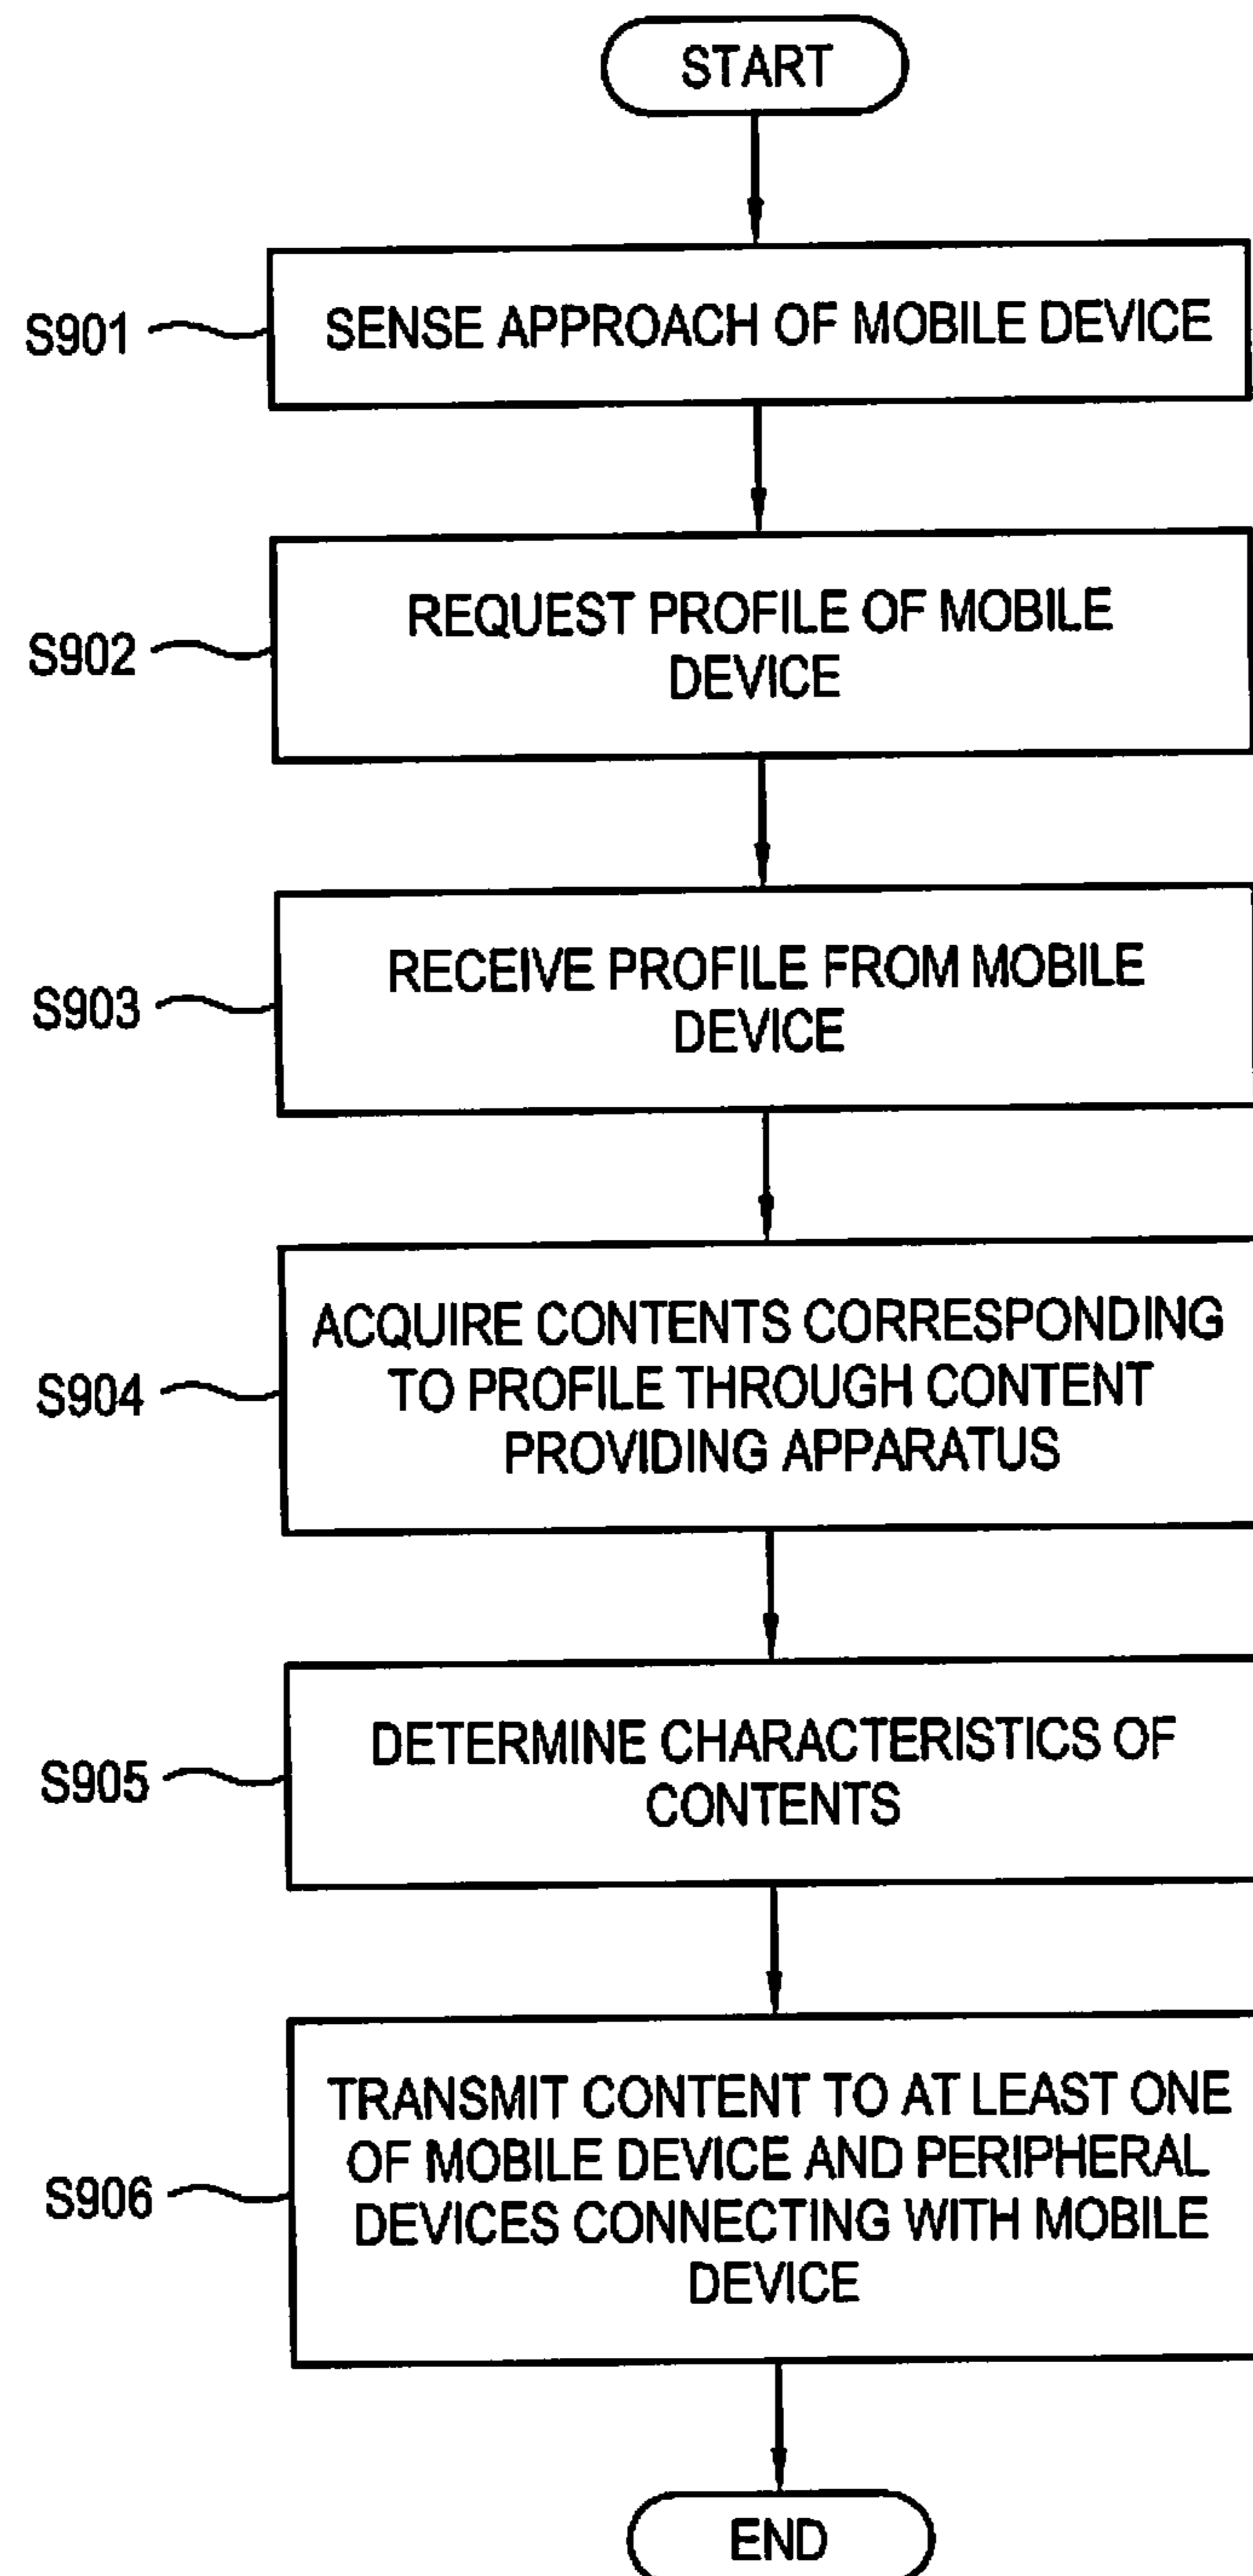 START
S901
SENSE APPROACH OF MOBILE DEVICE
S902
REQUEST PROFILE OF MOBILE
DEVICE
S903
RECEIVE PROFILE FROM MOBILE
DEVICE
S904
ACQUIRE CONTENTS CORRESPONDING
TO PROFILE THROUGH CONTENT
PROVIDING APPARATUS
S905
DETERMINE CHARACTERISTICS OF
CONTENTS
S906
TRANSMIT CONTENT TO AT LEAST ONE
OF MOBILE DEVICE AND PERIPHERAL
DEVICES CONNECTING WITH MOBILE
DEVICE
END